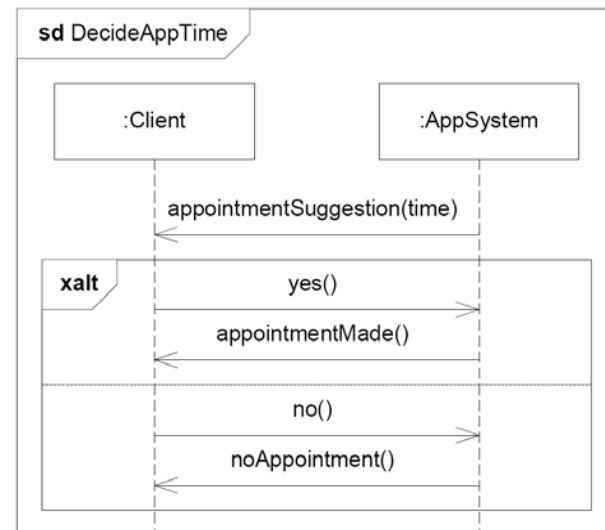 sd DecideAppTime
:Client
:AppSystem
appointmentSuggestion(time)
xalt
yes()
appointmentMade()
no()
noAppointment()